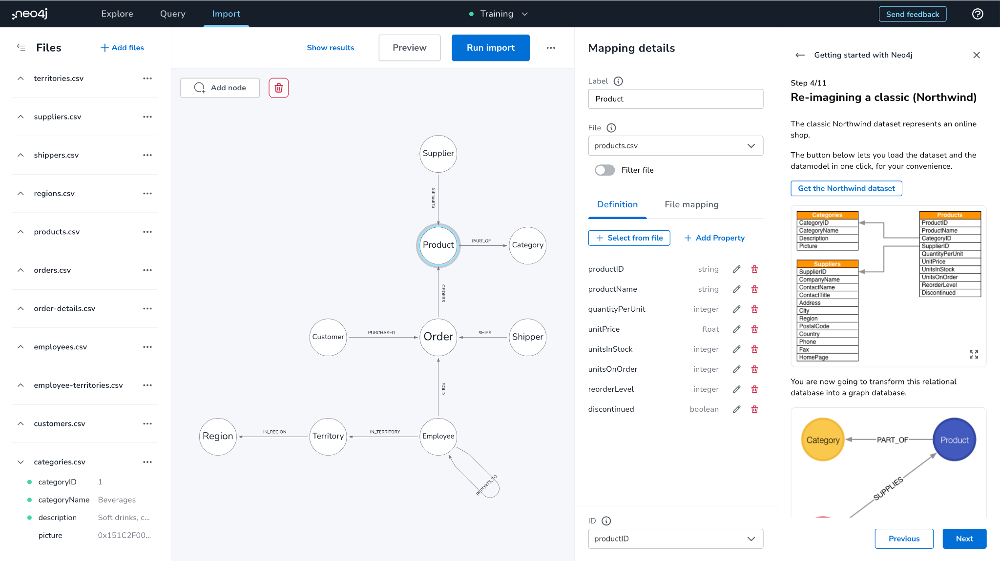 neo4j
Explore
Query
Import
Training
Send feedback
Files
Add files
territories.csv
suppliers.csv
shippers.csv
regions.csv
products.csv
orders.csv
order-details.csv
employees.csv
employee-territories.csv
customers.csv
categories.csv
categoryID 1
categoryName Beverages
description Soft drinks, c...
picture 0x151C2F00...
Show results
Preview
Run import
Add node
Supplier
SUPPLIES
Product
PART_OF
Category
ORDERS
Customer
PURCHASED
Order
SHIPS
Shipper
SOLD
Region
IN_REGION
Territory
IN_TERRITORY
Employee
REPORTS_TO
Mapping details
Label
Product
File
products.csv
Filter file
Definition
File mapping
Select from file
Add Property
productID string
productName string
quantityPerUnit integer
unitPrice float
unitsInStock integer
unitsOnOrder integer
reorderLevel integer
discontinued boolean
ID
productID
Getting started with Neo4j
Step 4/11
Re-imagining a classic (Northwind)
The classic Northwind dataset represents an online
shop.
The button below lets you load the dataset and the
datamodel in one click, for your convenience.
Get the Northwind dataset
Categories
CategoryID
CategoryName
Description
Picture
Suppliers
SupplierID
CompanyName
ContactName
ContactTitle
Address
City
Region
PostalCode
Country
Phone
Fax
HomePage
Products
ProductID
ProductName
CategoryID
SupplierID
QuantityPerUnit
UnitPrice
UnitsInStock
UnitsOnOrder
ReorderLevel
Discontinued
You are now going to transform this relational
database into a graph database.
Category
PART_OF
Product
SUPPLIES
Previous
Next